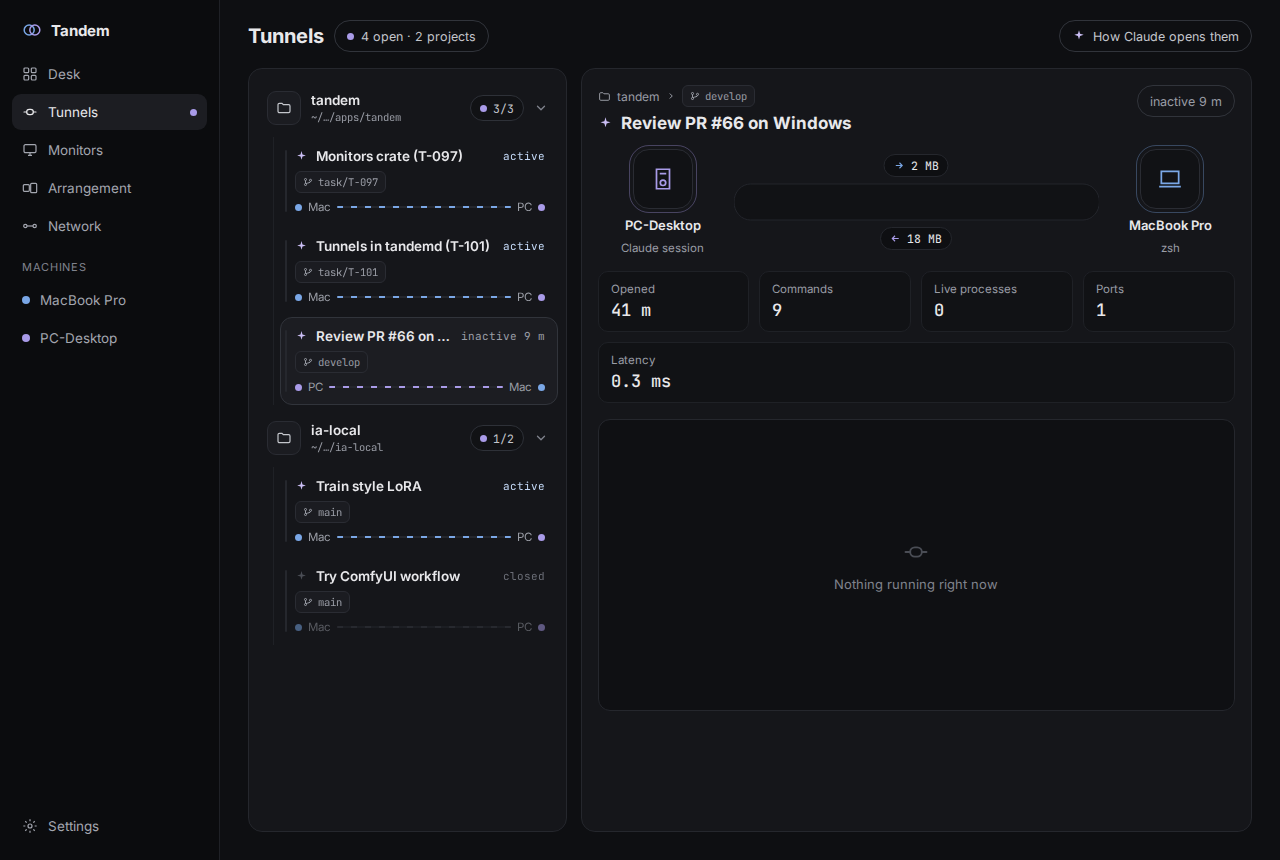 Tandem
Desk
Tunnels
Monitors
Arrangement
Network
MACHINES
MacBook Pro
PC-Desktop
Settings
Tunnels
4 open · 2 projects
How Claude opens them
tandem
~/…/apps/tandem
3/3
Monitors crate (T-097)
active
task/T-097
Mac
PC
Tunnels in tandemd (T-101)
active
task/T-101
Mac
PC
Review PR #66 on ...
inactive 9 m
develop
PC
Mac
ia-local
~/…/ia-local
1/2
Train style LoRA
active
main
Mac
PC
Try ComfyUI workflow
closed
main
Mac
PC
tandem
develop
inactive 9 m
Review PR #66 on Windows
→ 2 MB
← 18 MB
PC-Desktop
Claude session
MacBook Pro
zsh
Opened
41 m
Commands
9
Live processes
0
Ports
1
Latency
0.3 ms
Nothing running right now